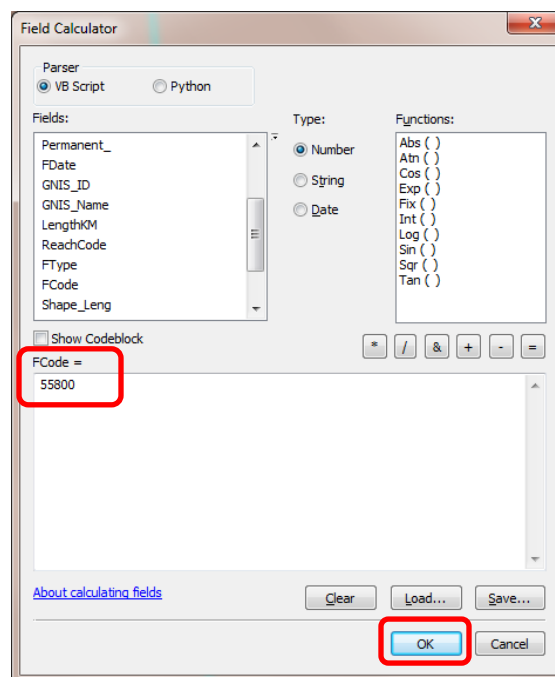 Field Calculator
Parser
VB Script Python
Fields: Type: Functions:
Permanent_
FDate
GNIS_ID
GNIS_Name
LengthKM
ReachCode
FType
FCode
Shape_Leng
Number
String
Date
Abs ( )
Atn ( )
Cos ( )
Exp ( )
Fix ( )
Int ( )
Log ( )
Sin ( )
Sqr ( )
Tan ( )
Show Codeblock * / & + - =
FCode =
55800
About calculating fields Clear Load... Save...
OK Cancel